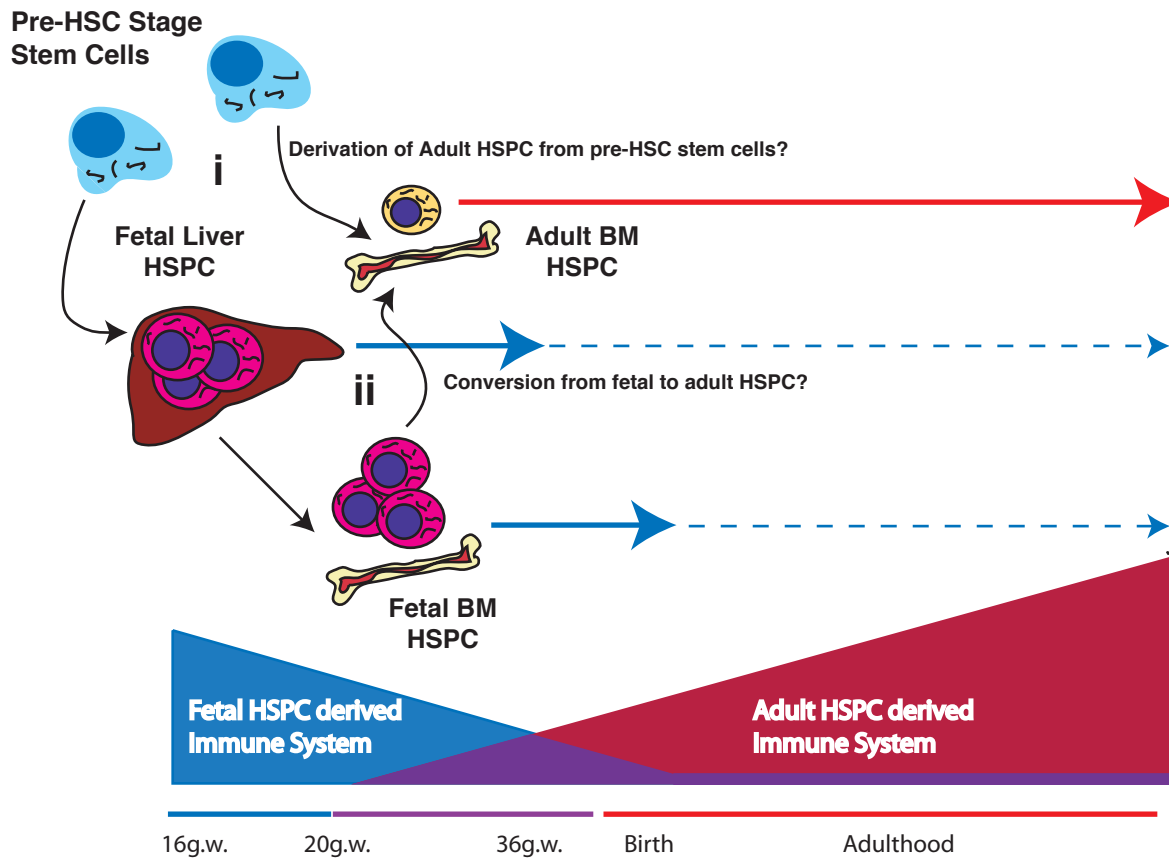 Pre-HSC Stage
Stem Cells
i
Derivation of Adult HSPC from pre-HSC stem cells?
Fetal Liver
HSPC
Adult BM
HSPC
ii
Conversion from fetal to adult HSPC?
Fetal BM
HSPC
Fetal HSPC derived
Immune System
Adult HSPC derived
Immune System
16g.w.
20g.w.
36g.w.
Birth
Adulthood